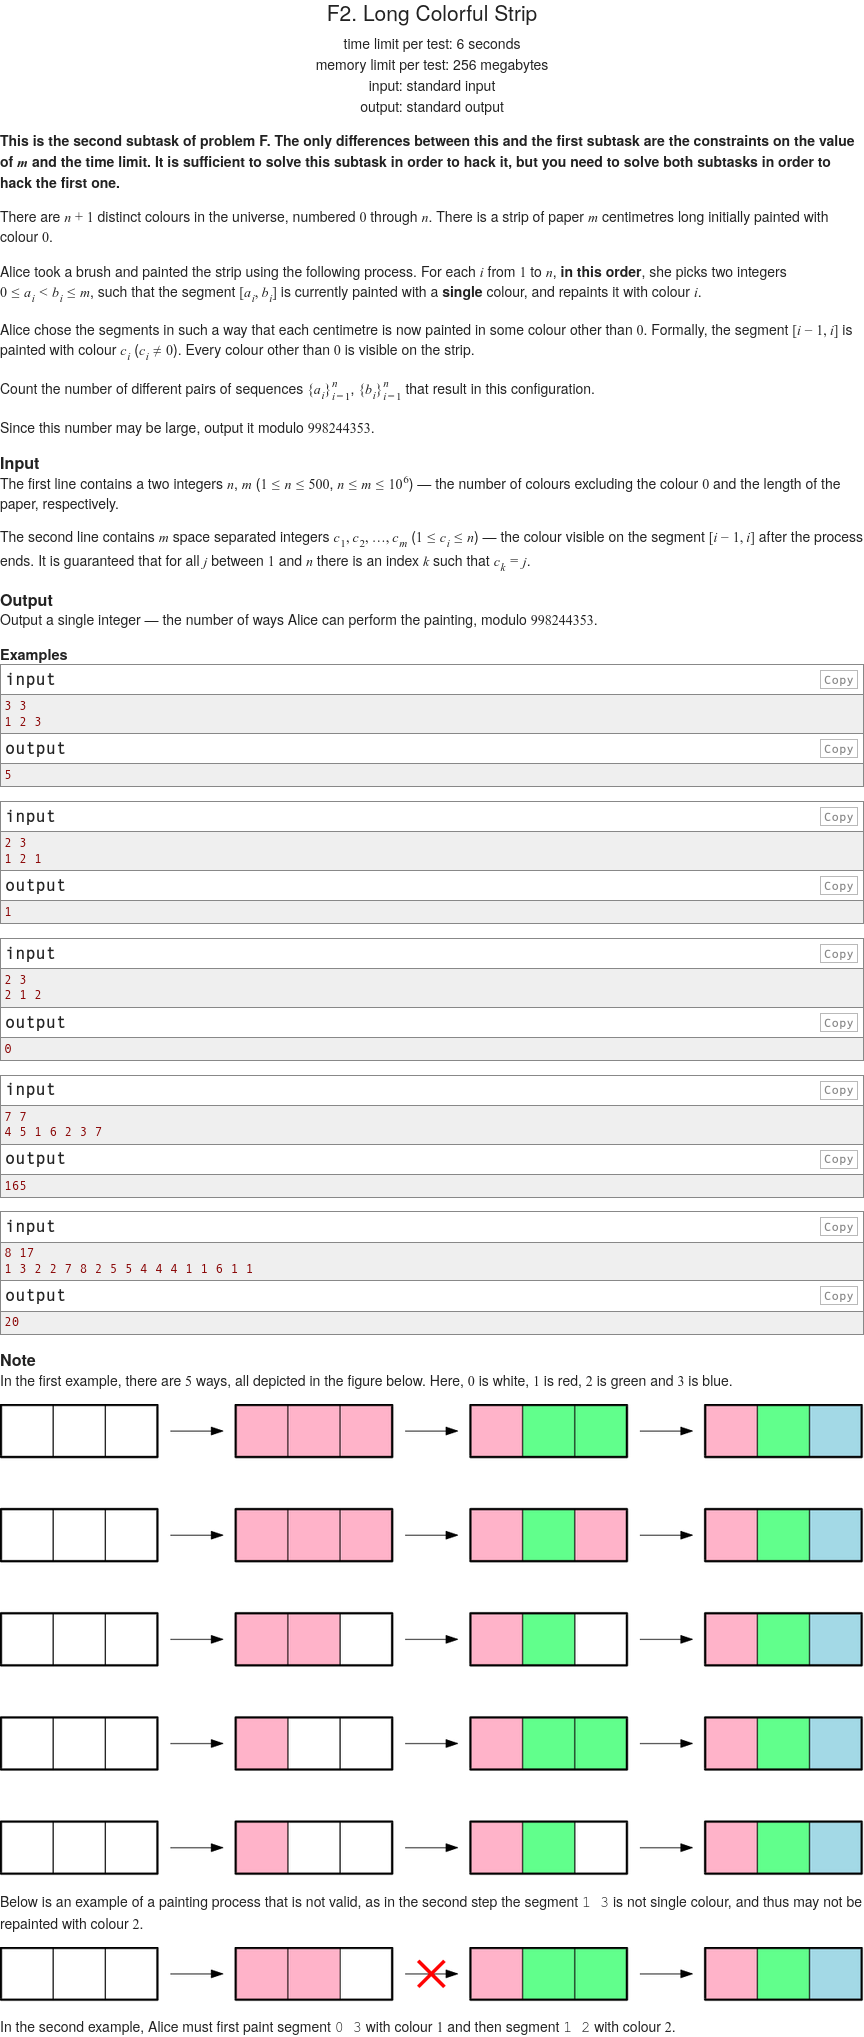 F2. Long Colorful Strip
time limit per test: 6 seconds
memory limit per test: 256 megabytes
input: standard input
output: standard output
This is the second subtask of problem F. The only differences between this and the first subtask are the constraints on the value
of m and the time limit. It is sufficient to solve this subtask in order to hack it, but you need to solve both subtasks in order to
hack the first one.
There are n + 1 distinct colours in the universe, numbered 0 through n. There is a strip of paper m centimetres long initially painted with
colour 0.
Alice took a brush and painted the strip using the following process. For each i from 1 to n, in this order, she picks two integers
0 ≤ a_i < b_i ≤ m, such that the segment [a_i, b_i] is currently painted with a single colour, and repaints it with colour i.
Alice chose the segments in such a way that each centimetre is now painted in some colour other than 0. Formally, the segment [i − 1, i] is
painted with colour c_i (c_i ≠ 0). Every colour other than 0 is visible on the strip.
Count the number of different pairs of sequences {a_i}_{i=1}^n, {b_i}_{i=1}^n that result in this configuration.
Since this number may be large, output it modulo 998244353.
Input
The first line contains a two integers n, m (1 ≤ n ≤ 500, n ≤ m ≤ 10^6) — the number of colours excluding the colour 0 and the length of the
paper, respectively.
The second line contains m space separated integers c_1, c_2, …, c_m (1 ≤ c_i ≤ n) — the colour visible on the segment [i − 1, i] after the process
ends. It is guaranteed that for all j between 1 and n there is an index k such that c_k = j.
Output
Output a single integer — the number of ways Alice can perform the painting, modulo 998244353.
Examples
input Copy
3 3
1 2 3
output Copy
5
input Copy
2 3
1 2 1
output Copy
1
input Copy
2 3
2 1 2
output Copy
0
input Copy
7 7
4 5 1 6 2 3 7
output Copy
165
input Copy
8 17
1 3 2 2 7 8 2 5 5 4 4 4 1 1 6 1 1
output Copy
20
Note
In the first example, there are 5 ways, all depicted in the figure below. Here, 0 is white, 1 is red, 2 is green and 3 is blue.
Below is an example of a painting process that is not valid, as in the second step the segment 1 3 is not single colour, and thus may not be
repainted with colour 2.
In the second example, Alice must first paint segment 0 3 with colour 1 and then segment 1 2 with colour 2.